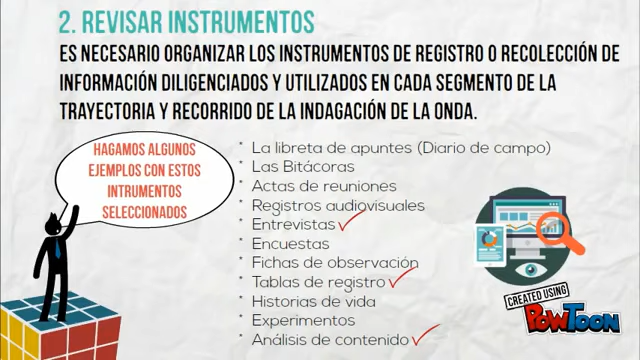 2. REVISAR INSTRUMENTOS
ES NECESARIO ORGANIZAR LOS INSTRUMENTOS DE REGISTRO O RECOLECCIÓN DE
INFORMACIÓN DILIGENCIADOS Y UTILIZADOS EN CADA SEGMENTO DE LA
TRAYECTORIA Y RECORRIDO DE LA INDAGACIÓN DE LA ONDA.
HAGAMOS ALGUNOS
EJEMPLOS CON ESTOS
INTRUMENTOS
SELECCIONADOS
* La libreta de apuntes (Diario de campo)
* Las Bitácoras
* Actas de reuniones
* Registros audiovisuales
* Entrevistas
* Encuestas
* Fichas de observación
* Tablas de registro
* Historias de vida
* Experimentos
* Análisis de contenido
CREATED USING
POWTOON